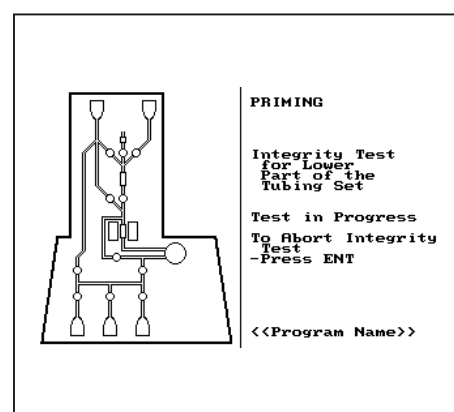 PRIMING
Integrity Test
for Lower
Part of the
Tubing Set
Test in Progress
To Abort Integrity
Test
-Press ENT
<<Program Name>>